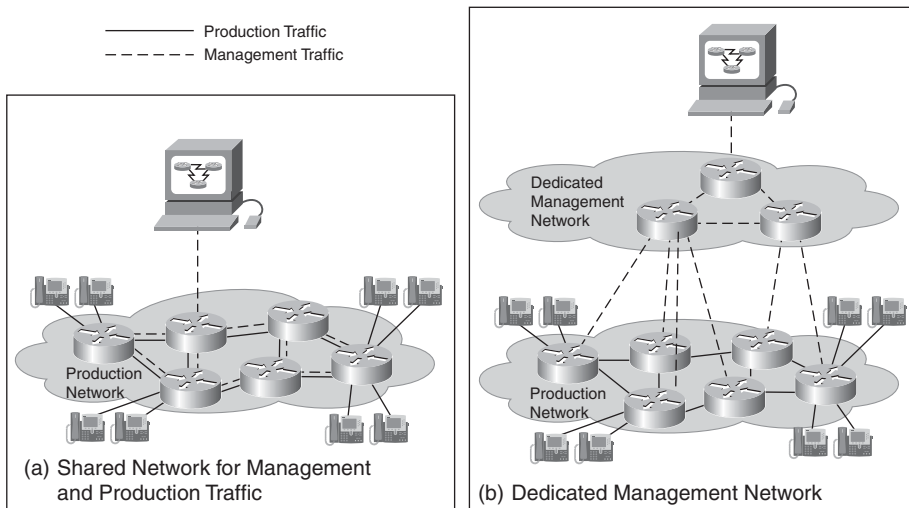 Production Traffic
Management Traffic
Production
Network
(a) Shared Network for Management
and Production Traffic
Dedicated
Management
Network
Production
Network
(b) Dedicated Management Network